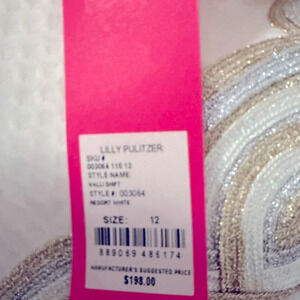 LILLY PULITZER
SKU #
003064 115 12
STYLE NAME:
KALLI SHIFT
STYLE #: 003064
RESORT WHITE
SIZE: 12
889069 486174
MANUFACTURER'S SUGGESTED PRICE
$198.00